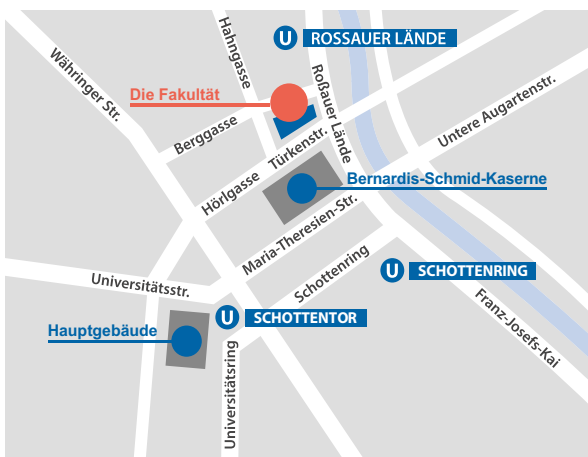 U ROSSAUER LÄNDE
Hahngasse
Währinger Str.
Roßauer Lände
Die Fakultät
Berggasse
Türkenstr.
Untere Augartenstr.
Hörlgasse
Bernardis-Schmid-Kaserne
Maria-Theresien-Str.
Universitätsstr.
Schottenring
U SCHOTTENRING
Franz-Josefs-Kai
Hauptgebäude
U SCHOTTENTOR
Universitätsring